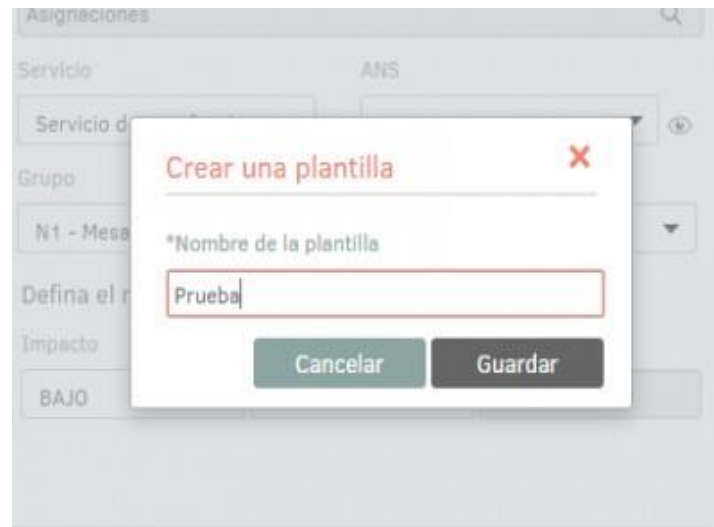 Asignaciones
Servicio ANS
Servicio d
Crear una plantilla
Grupo
N1 - Mesa
*Nombre de la plantilla
Prueba
Defina el r
Impacto
Cancelar Guardar
BAJO